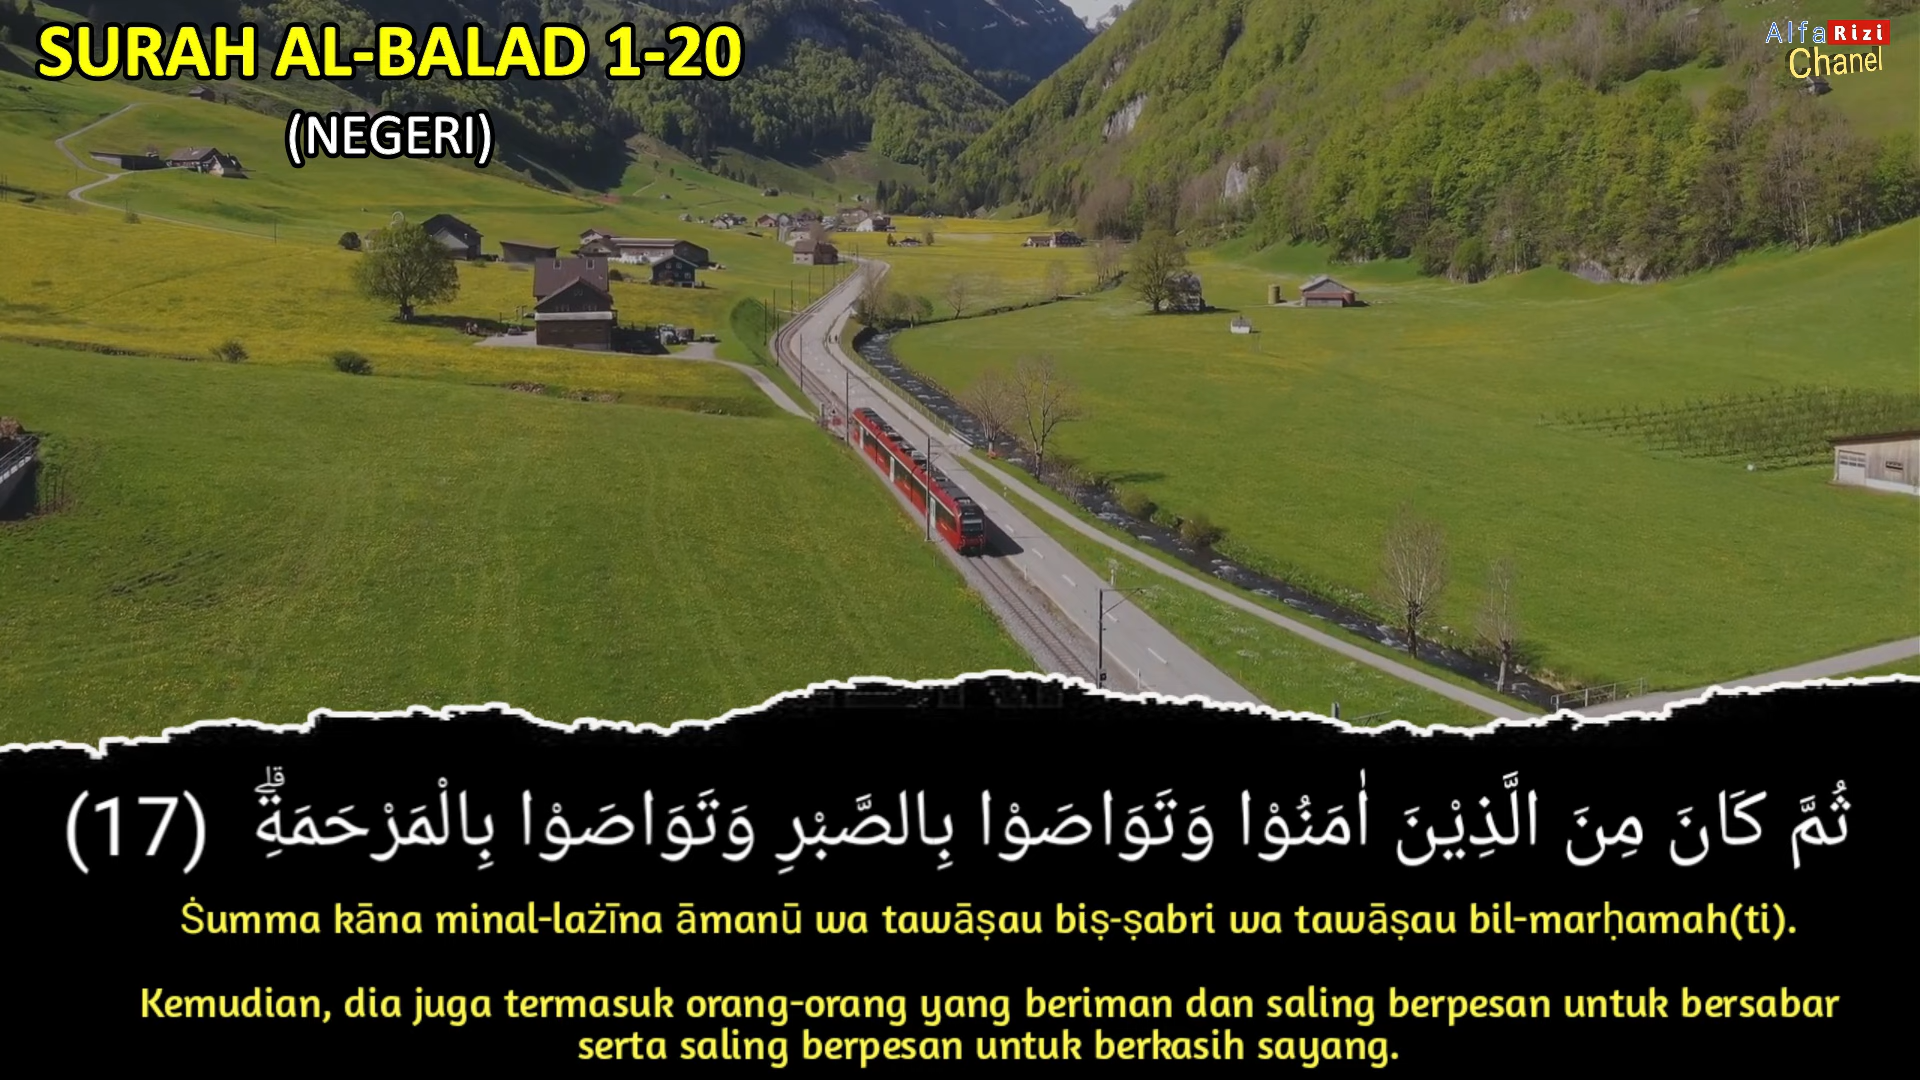 SURAH AL-BALAD 1-20
(NEGERI)
Alfa Rizi
Chanel
ثُمَّ كَانَ مِنَ الَّذِيْنَ اٰمَنُوْا وَتَوَاصَوْا بِالصَّبْرِ وَتَوَاصَوْا بِالْمَرْحَمَةِۗ (17)
Ṡumma kāna minal-lażīna āmanū wa tawāṣau biṣ-ṣabri wa tawāṣau bil-marḥamah(ti).
Kemudian, dia juga termasuk orang-orang yang beriman dan saling berpesan untuk bersabar
serta saling berpesan untuk berkasih sayang.